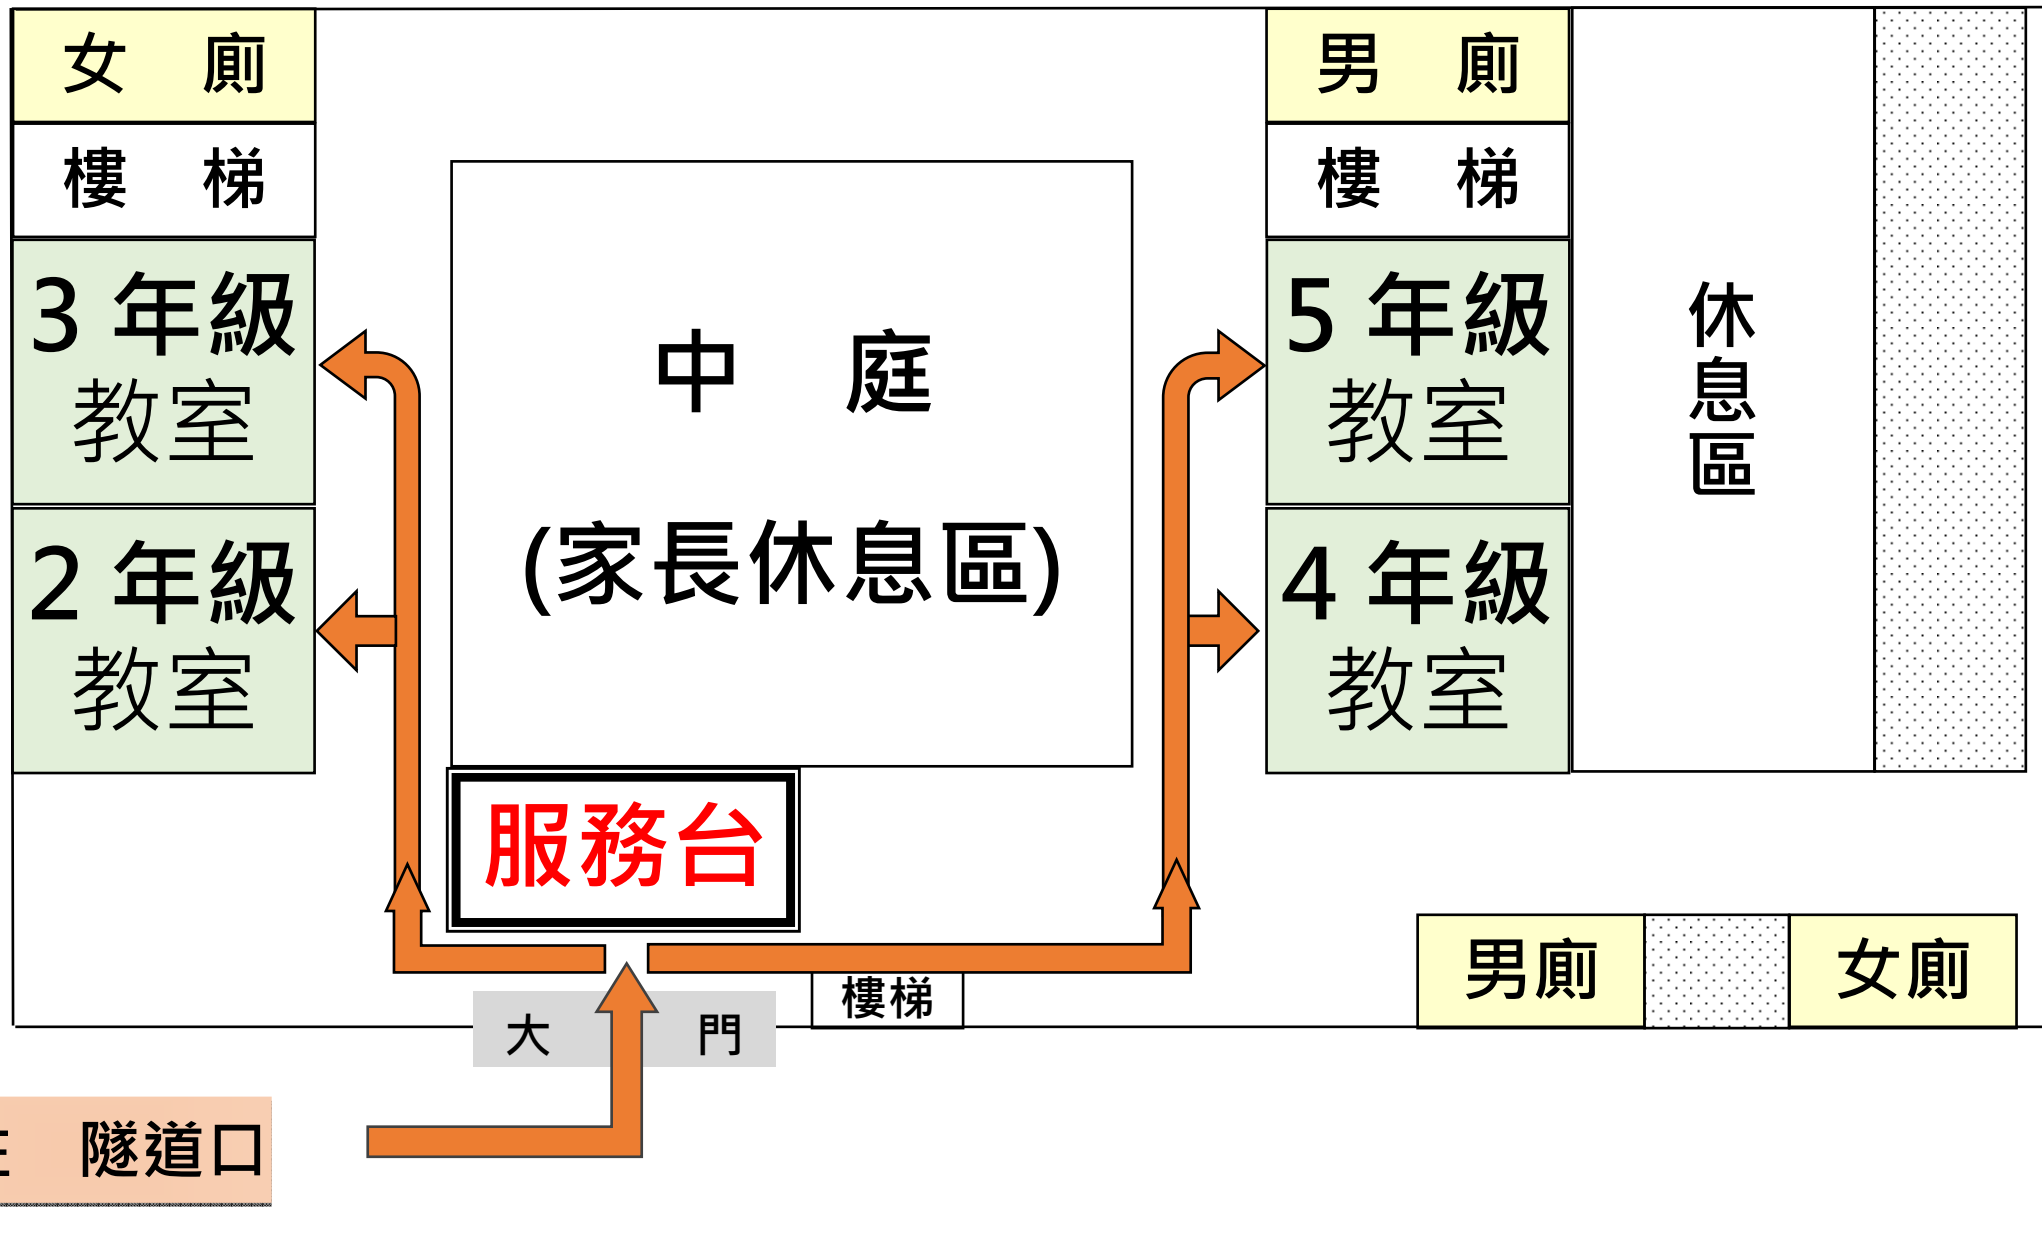 女 廁
樓 梯
3 年級
教室
2 年級
教室
中 庭
(家長休息區)
服務台
男 廁
樓 梯
5 年級
教室
4 年級
教室
休息區
男廁
女廁
樓梯
大 門
隧道口